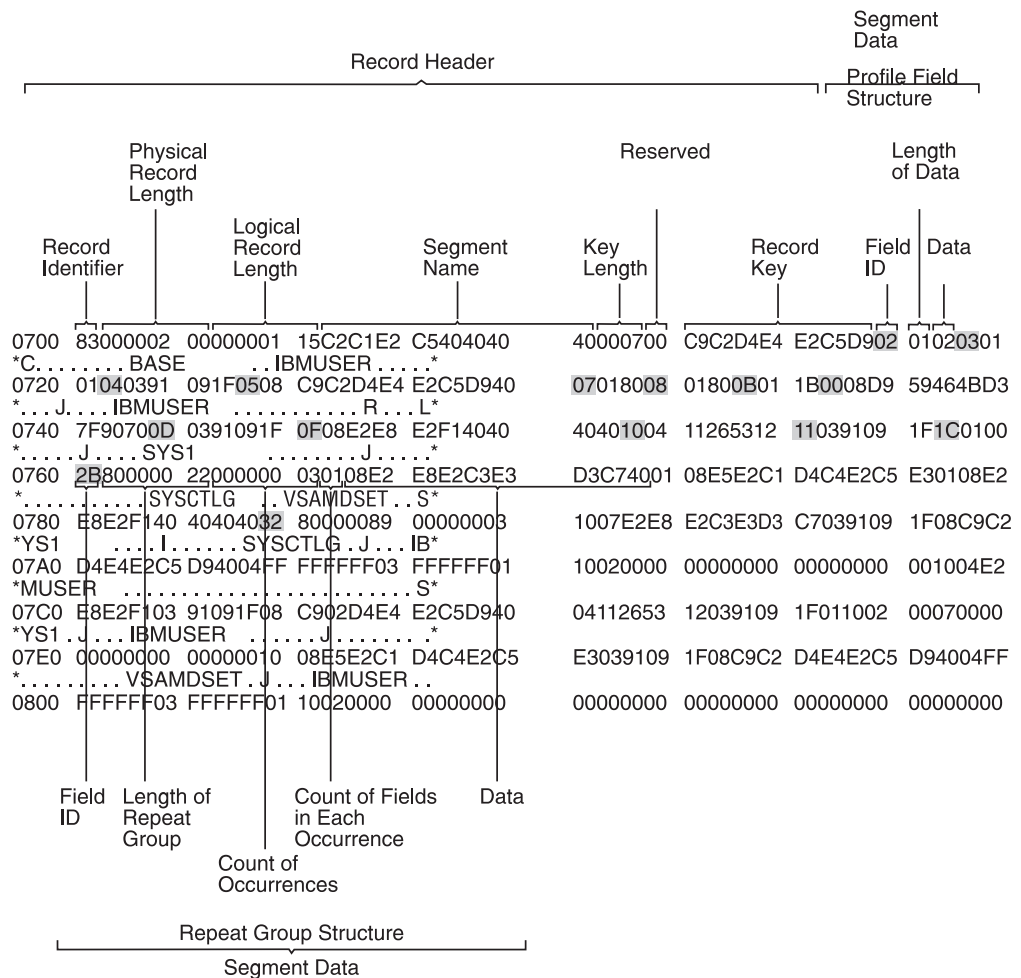 Segment
Data
Record Header
Profile Field
Structure
Physical
Record
Length
Reserved
Length
of Data
Record
Identifier
Logical
Record
Length
Segment
Name
Key
Length
Record
Key
Field
ID
Data
0700 83000002 00000001 15C2C1E2 C5404040 40000700 C9C2D4E4 E2C5D902 01020301
*C. . . . . . . . BASE . . . . . IBMUSER . . . . . . . *
0720 01040391 091F0508 C9C2D4E4 E2C5D940 07018008 01800B01 1B0008D9 59464BD3
*. . . J. . . . IBMUSER . . . . . . . . . . . R . . . L*
0740 7F90700D 0391091F 0F08E2E8 E2F14040 40401004 11265312 11039109 1F1C0100
*. . . . . J . . . . SYS1 . . . . . . . . . J. . . . . *
0760 2B800000 22000000 030108E2 E8E2C3E3 D3C74001 08E5E2C1 D4C4E2C5 E30108E2
*. . . . . . . . . . . SYSCTLG . . VSAMDSET . . S*
0780 E8E2F140 40404032 80000089 00000003 1007E2E8 E2C3E3D3 C7039109 1F08C9C2
*YS1 . . . . I . . . . . . SYSCTLG . J . . . IB*
07A0 D4E4E2C5 D94004FF FFFFFF03 FFFFFF01 10020000 00000000 00000000 001004E2
*MUSER . . . . . . . . . . . . . . . . . . . . . . . . S*
07C0 E8E2F103 91091F08 C902D4E4 E2C5D940 04112653 12039109 1F011002 00070000
*YS1 . J . . . . IBMUSER . . . . . . J . . . . . . . . *
07E0 00000000 00000010 08E5E2C1 D4C4E2C5 E3039109 1F08C9C2 D4E4E2C5 D94004FF
*. . . . . . . . . VSAMDSET . J . . . IBMUSER . .
0800 FFFFFF03 FFFFFF01 10020000 00000000 00000000 00000000 00000000 00000000
Field
ID
Length of
Repeat
Group
Count of Fields
in Each
Occurrence
Data
Count of
Occurrences
Repeat Group Structure
Segment Data